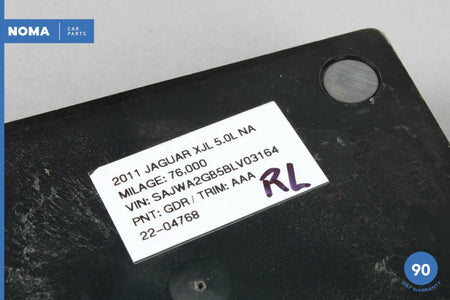 NOMA
CAR
PARTS
2011 JAGUAR XJL 5.0L NA
MILAGE: 76,000
VIN: SAJWA2GB5BLV03164
PNT: GDR / TRIM: AAA
22-04768
RL
90
DAY WARRANTY